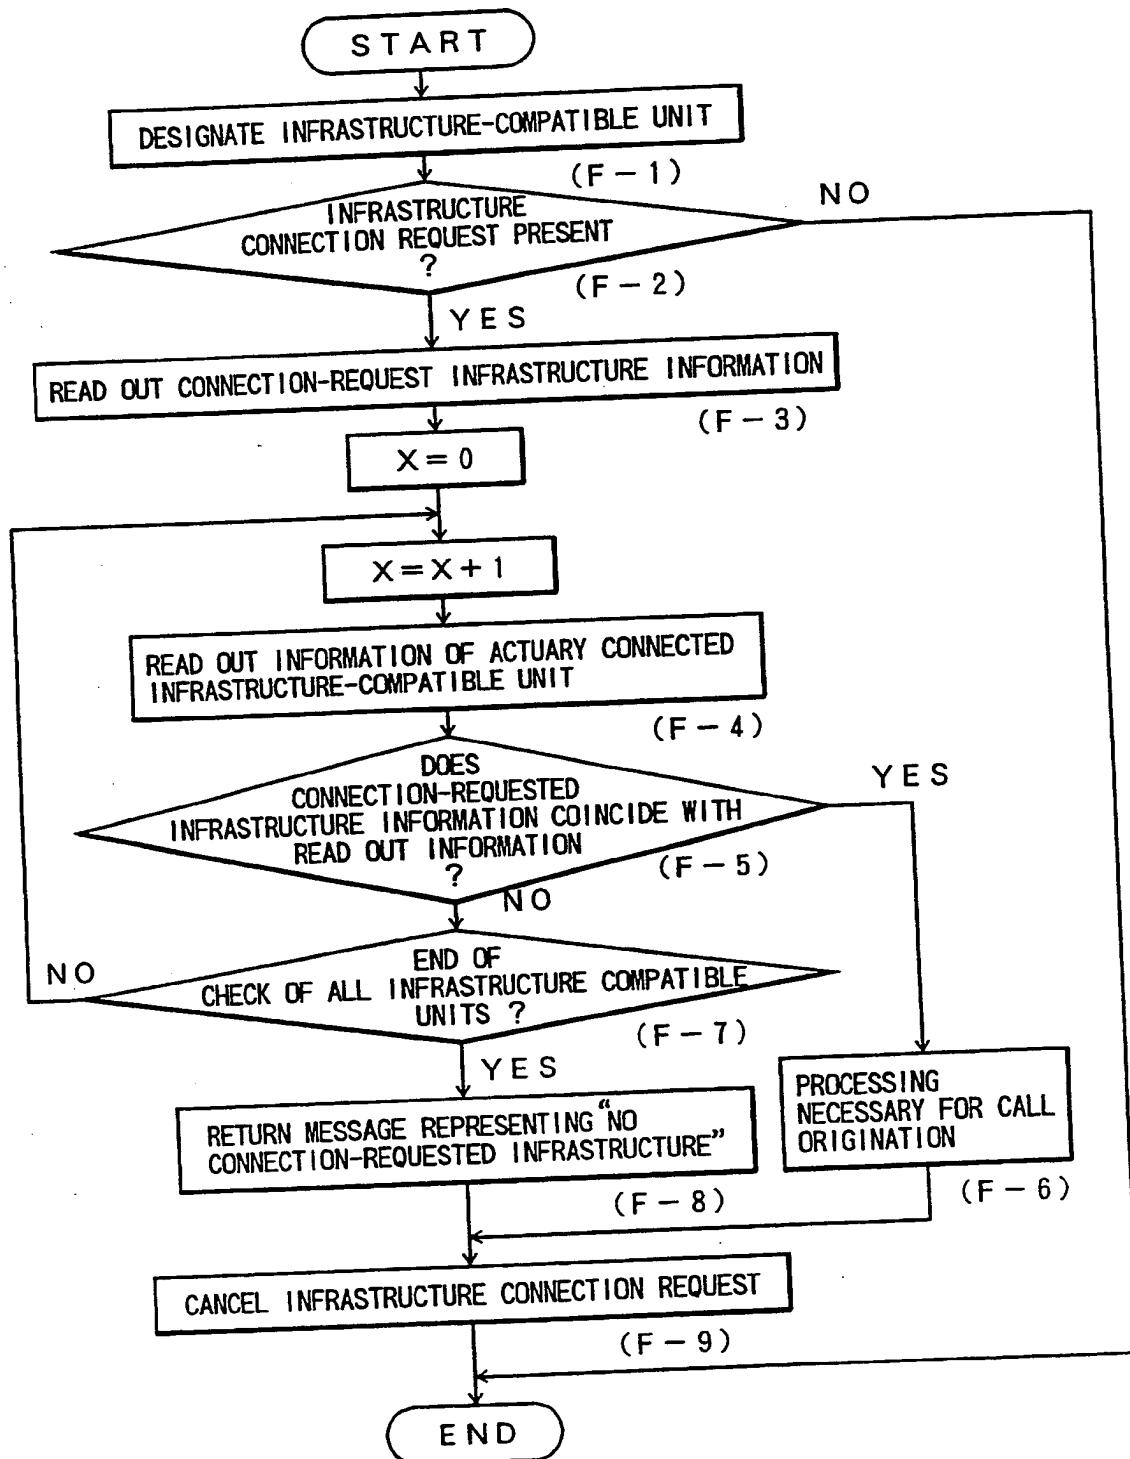 START
DESIGNATE INFRASTRUCTURE-COMPATIBLE UNIT
(F-1)
INFRASTRUCTURE
CONNECTION REQUEST PRESENT
?
NO
(F-2)
YES
READ OUT CONNECTION-REQUEST INFRASTRUCTURE INFORMATION
(F-3)
X=0
X=X+1
READ OUT INFORMATION OF ACTUARY CONNECTED
INFRASTRUCTURE-COMPATIBLE UNIT
(F-4)
DOES
CONNECTION-REQUESTED
INFRASTRUCTURE INFORMATION COINCIDE WITH
READ OUT INFORMATION
?
YES
(F-5)
NO
END OF
CHECK OF ALL INFRASTRUCTURE COMPATIBLE
UNITS ?
NO
(F-7)
YES
PROCESSING
NECESSARY FOR CALL
ORIGINATION
(F-6)
RETURN MESSAGE REPRESENTING “NO
CONNECTION-REQUESTED INFRASTRUCTURE”
(F-8)
CANCEL INFRASTRUCTURE CONNECTION REQUEST
(F-9)
END